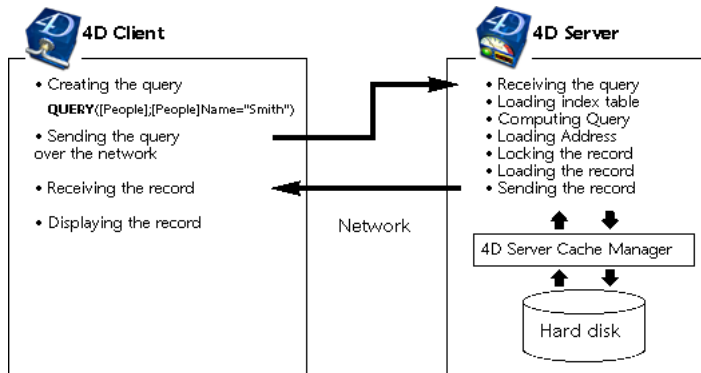 4D Client
• Creating the query
QUERY([People];[People]Name="Smith")
• Sending the query
over the network
• Receiving the record
• Displaying the record
Network
4D Server
• Receiving the query
• Loading index table
• Computing Query
• Loading Address
• Locking the record
• Loading the record
• Sending the record
4D Server Cache Manager
Hard disk